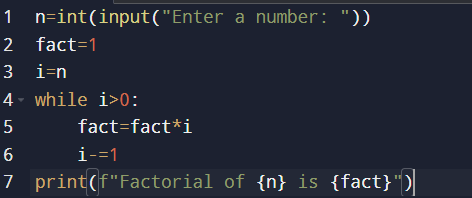 1 n=int(input("Enter a number: "))
2 fact=1
3 i=n
4 while i>0:
5     fact=fact*i
6     i-=1
7 print(f"Factorial of {n} is {fact}")